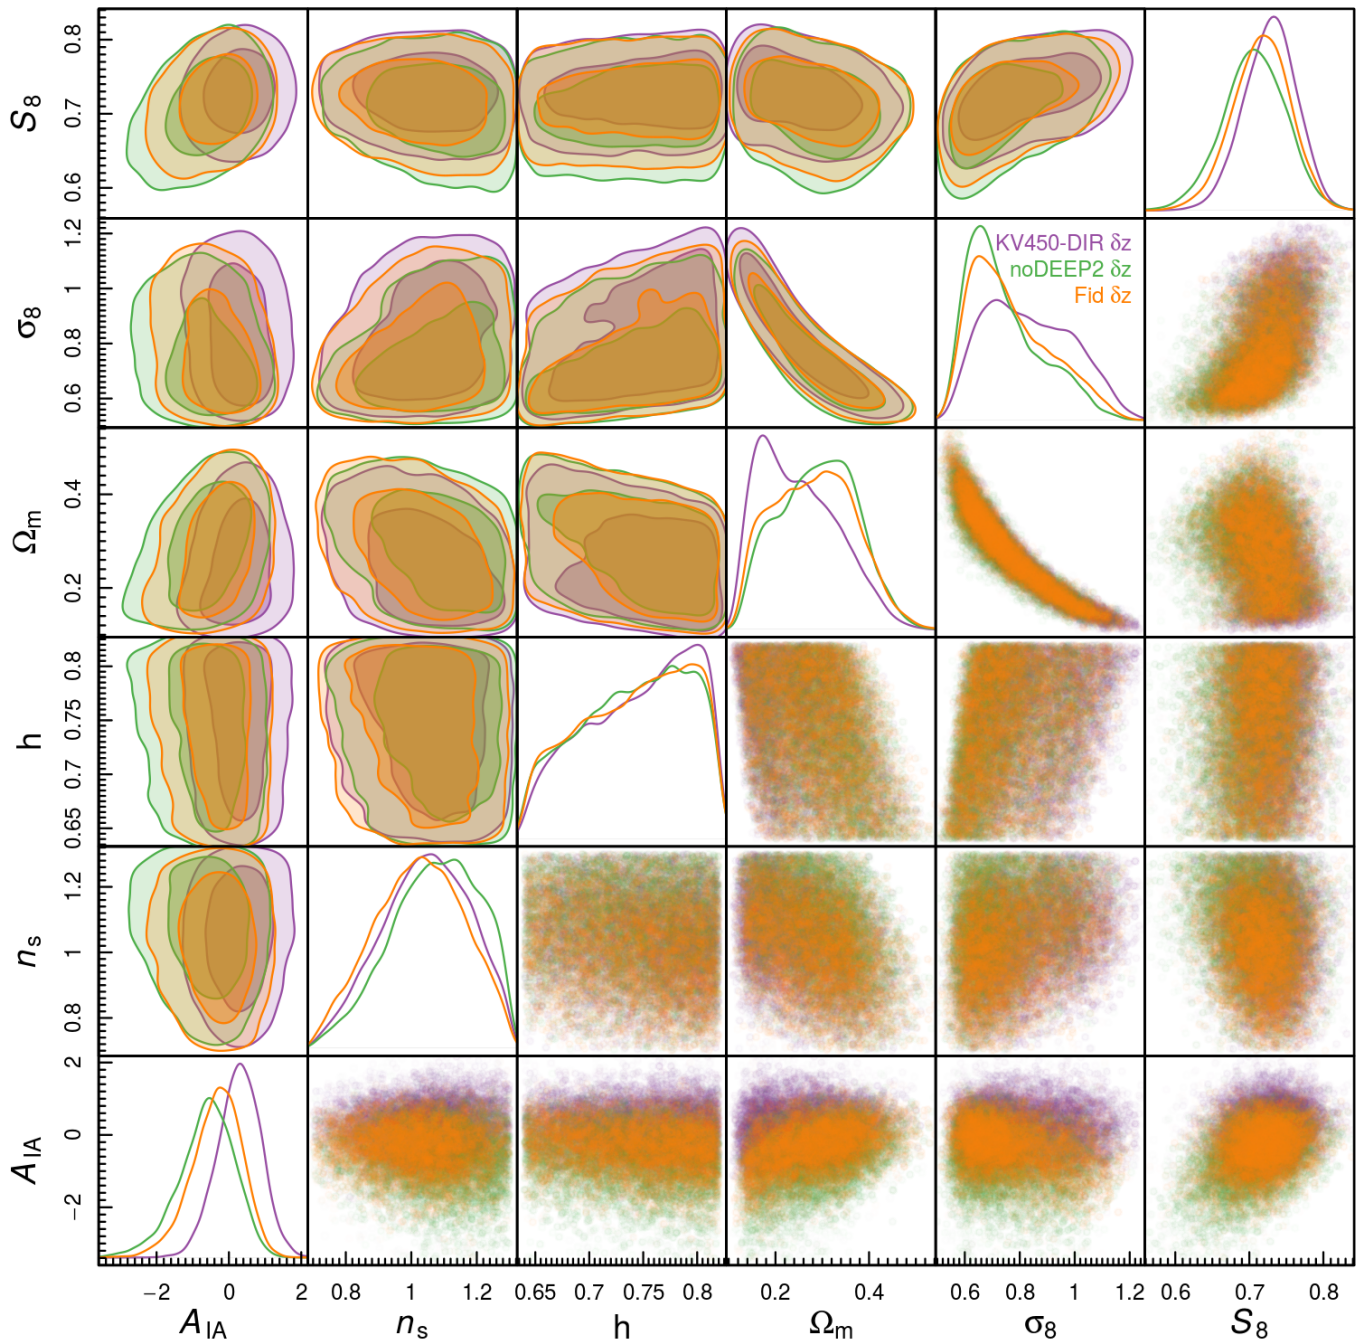 S8
0.6 0.7 0.8
σ8
0.6 0.8 1 1.2
KV450-DIR δz
noDEEP2 δz
Fid δz
Ωm
0.2 0.4
h
0.65 0.7 0.75 0.8
ns
0.8 1 1.2
AIA
−2 0 2
−2 0 2 0.8 1 1.2 0.65 0.7 0.75 0.8 0.2 0.4 0.6 0.8 1 1.2 0.6 0.7 0.8
AIA ns h Ωm σ8 S8